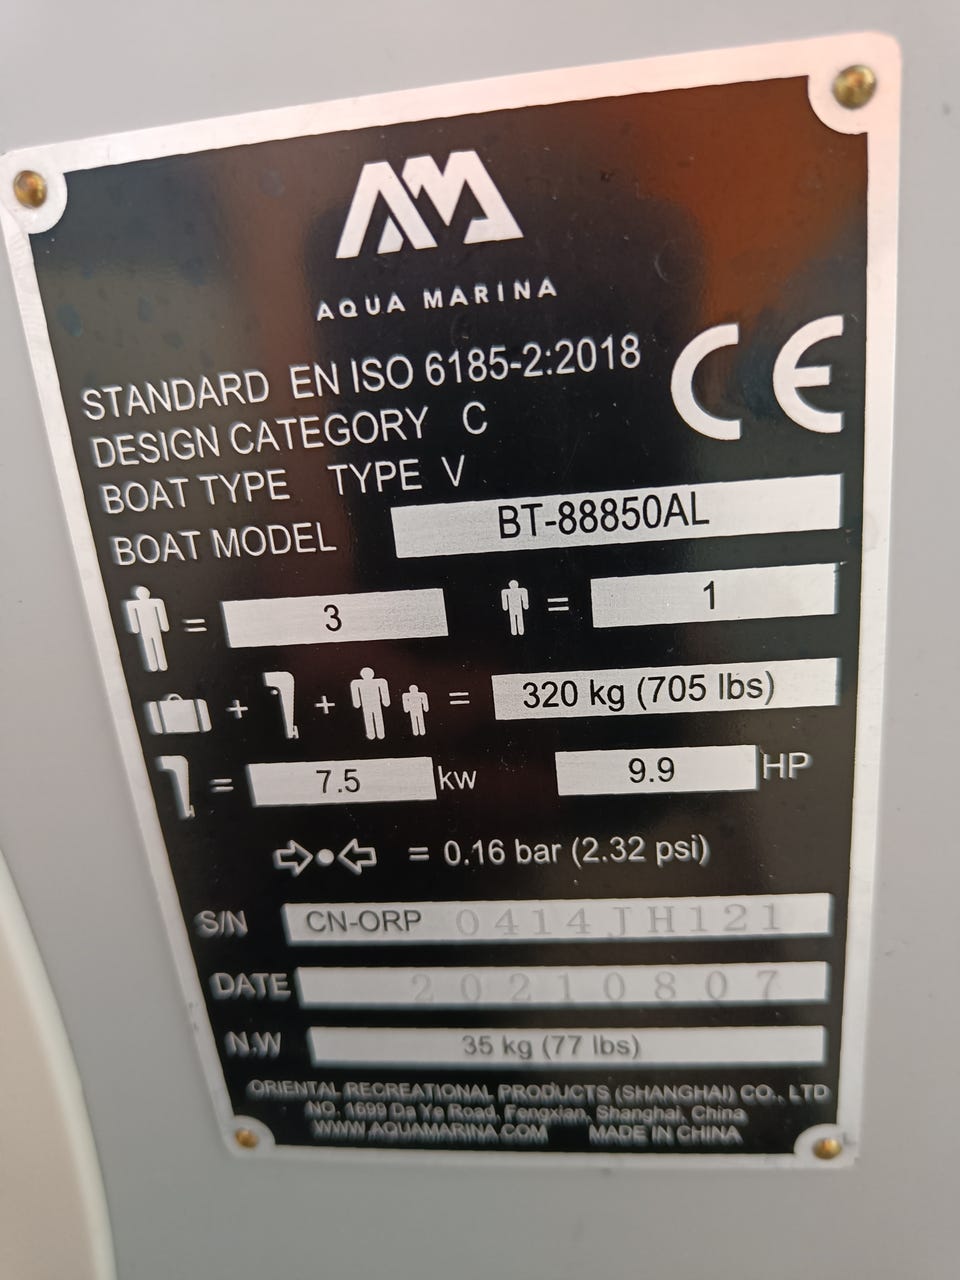 AQUA MARINA
STANDARD EN ISO 6185-2:2018
CE
DESIGN CATEGORY C
BOAT TYPE TYPE V
BOAT MODEL BT-88850AL
= 3 = 1
+ + = 320 kg (705 lbs)
= 7.5 kw 9.9 HP
= 0.16 bar (2.32 psi)
S/N CN-ORP 0414JH121
DATE 20210807
N.W 35 kg (77 lbs)
ORIENTAL RECREATIONAL PRODUCTS (SHANGHAI) CO., LTD
NO. 1699 Da Ye Road, Fengxian, Shanghai, China
WWW.AQUAMARINA.COM MADE IN CHINA